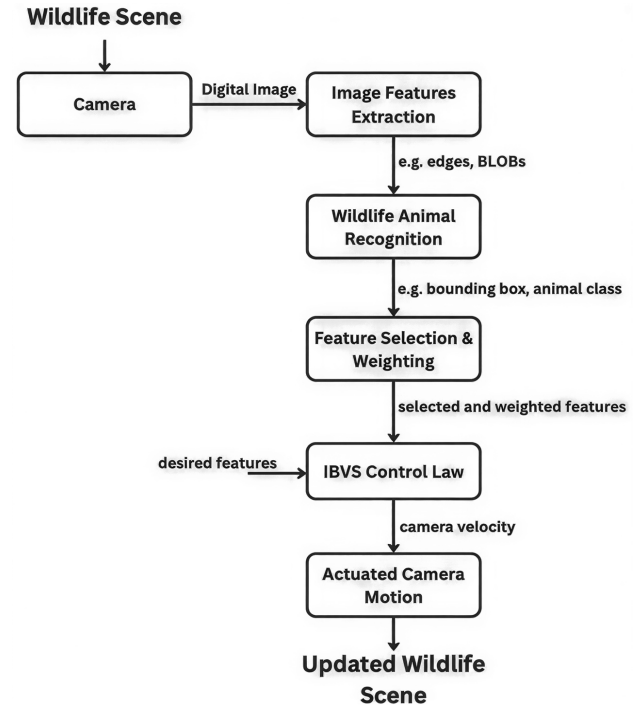 Wildlife Scene
Camera
Digital Image
Image Features
Extraction
e.g. edges, BLOBs
Wildlife Animal
Recognition
e.g. bounding box, animal class
Feature Selection &
Weighting
selected and weighted features
desired features
IBVS Control Law
camera velocity
Actuated Camera
Motion
Updated Wildlife
Scene